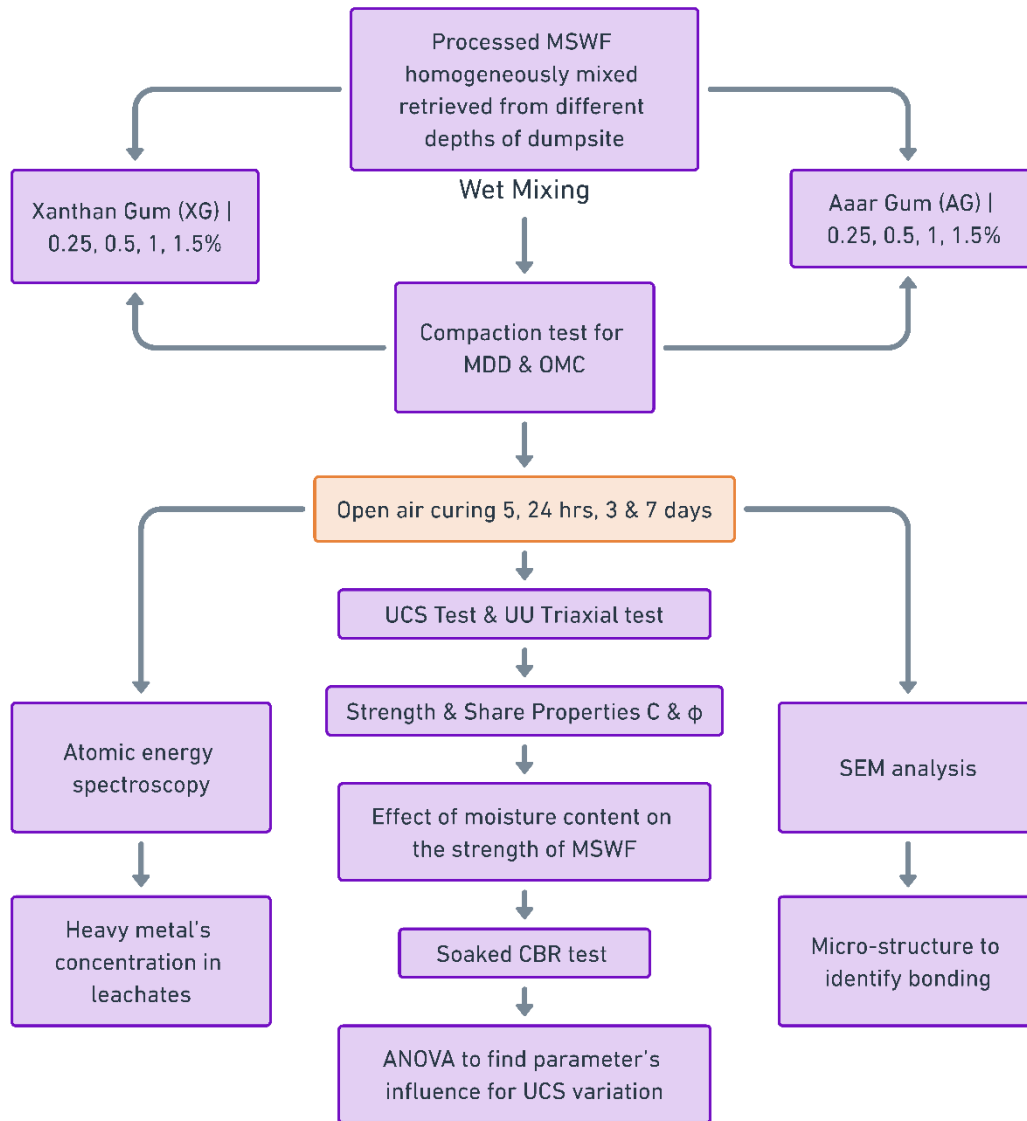 Processed MSWF
homogeneously mixed
retrieved from different
depths of dumpsite
Wet Mixing
Xanthan Gum (XG) |
0.25, 0.5, 1, 1.5%
Aaar Gum (AG) |
0.25, 0.5, 1, 1.5%
Compaction test for
MDD & OMC
Open air curing 5, 24 hrs, 3 & 7 days
UCS Test & UU Triaxial test
Strength & Share Properties C & ϕ
Atomic energy
spectroscopy
SEM analysis
Effect of moisture content on
the strength of MSWF
Heavy metal's
concentration in
leachates
Soaked CBR test
Micro-structure to
identify bonding
ANOVA to find parameter's
influence for UCS variation